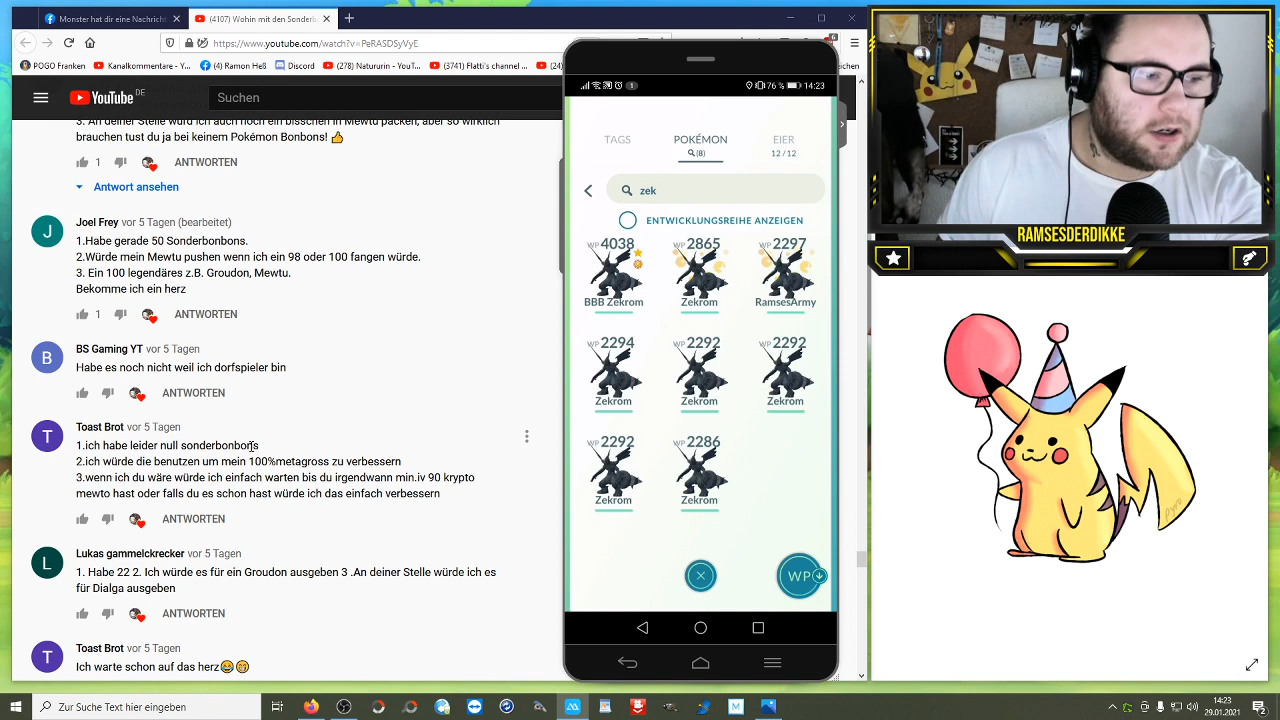 Monster hat dir eine Nachricht
(4107) Wohin mit den Sonderb
https://www.youtube.com/watch?v=PeRASDSyVyE
6
POGO Franken
Kanalkommentare - Y...
(4) Ramon Heß
Discord
(2770) Natururin - YouT...
(3741) Flatti's channel ...
(24)
YouTube DE
Suchen
3. An deiner Stelle würd ich auch noch ein bisschen in Mewtu packen, aber so wirklich
brauchen tust du ja bei keinem Pokémon Bonbons! 👍
1 ANTWORTEN
Antwort ansehen
J
Joel Frey vor 5 Tagen (bearbeitet)
1.Habe gerade 50 Sonderbonbons.
2.Würde mein Mewtu pushen wenn ich ein 98 oder 100 fangen würde.
3. Ein 100 legendäres z.B. Groudon, Mewtu.
Bekomme ich ein herz
1 ANTWORTEN
B
BS Gaming YT vor 5 Tagen
Habe es noch nicht weil ich dorfspieler bin
ANTWORTEN
T
Toast Brot vor 5 Tagen
1.ich habe leider null sonderbonbons
2.ich würde die benutzen um mein 100%metagross zu verbessern
3.wenn ich du wäre würde ich einfach warten bis du irgendwann min.iv 90 krypto
mewto hast oder falls du es schon hast würde ich das einfach verbessern
ANTWORTEN
L
Lukas gammelckrecker vor 5 Tagen
1. Habe 22 2. Ich würde es für ein Groudon ausgeben 3 .An deiner Stelle würde ich es
für Dialga ausgeben
ANTWORTEN
T
Toast Brot vor 5 Tagen
Ich warte schon auf das herz😂🤭
1
76 % 14:23
TAGS POKÉMON EIER
(8) 12 / 12
zek
ENTWICKLUNGSREIHE ANZEIGEN
WP 4038 WP 2865 WP 2297
BBB Zekrom Zekrom RamsesArmy
WP 2294 WP 2292 WP 2292
Zekrom Zekrom Zekrom
WP 2292 WP 2286
Zekrom Zekrom
WP
RAMSESDERDIKKE
pyro
Zur Suche Text hier eingeben
M
14:23
29.01.2021
2